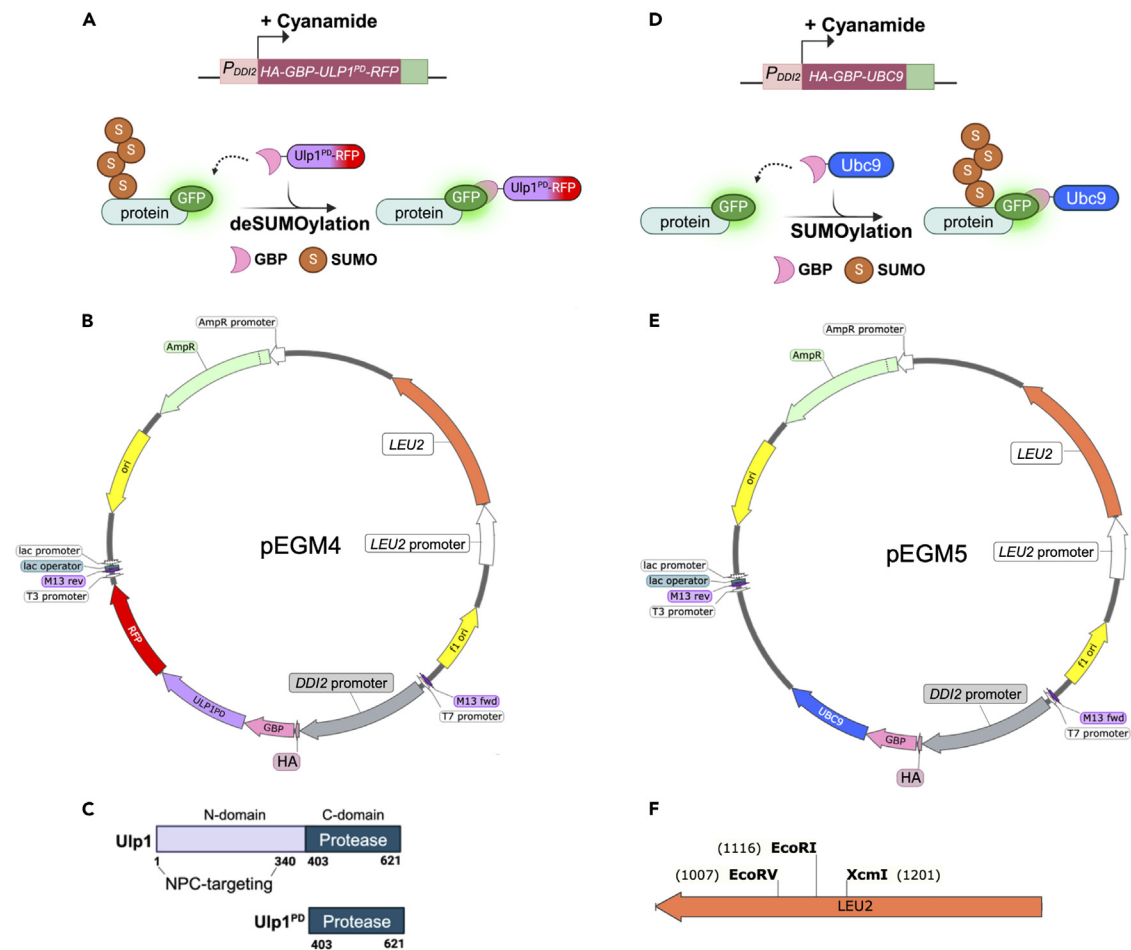 A
+ Cyanamide
PDDI2 HA-GBP-ULP1PD-RFP
S
S
S
S
GFP
protein
Ulp1PD-RFP
deSUMOylation
GFP
Ulp1PD-RFP
protein
GBP S SUMO
B
AmpR promoter
AmpR
LEU2
ori
pEGM4
LEU2 promoter
lac promoter
lac operator
M13 rev
T3 promoter
RFP
f1 ori
DDI2 promoter
ULP1PD
M13 fwd
T7 promoter
GBP
HA
C
N-domain C-domain
Ulp1 Protease
1 340 403 621
NPC-targeting
Ulp1PD Protease
403 621
D
+ Cyanamide
PDDI2 HA-GBP-UBC9
GFP
protein
Ubc9
SUMOylation
S
S
S
S
GFP
Ubc9
protein
GBP S SUMO
E
AmpR promoter
AmpR
LEU2
ori
pEGM5
LEU2 promoter
lac promoter
lac operator
M13 rev
T3 promoter
f1 ori
DDI2 promoter
UBC9
M13 fwd
T7 promoter
GBP
HA
F
(1116) EcoRI
(1007) EcoRV XcmI (1201)
LEU2